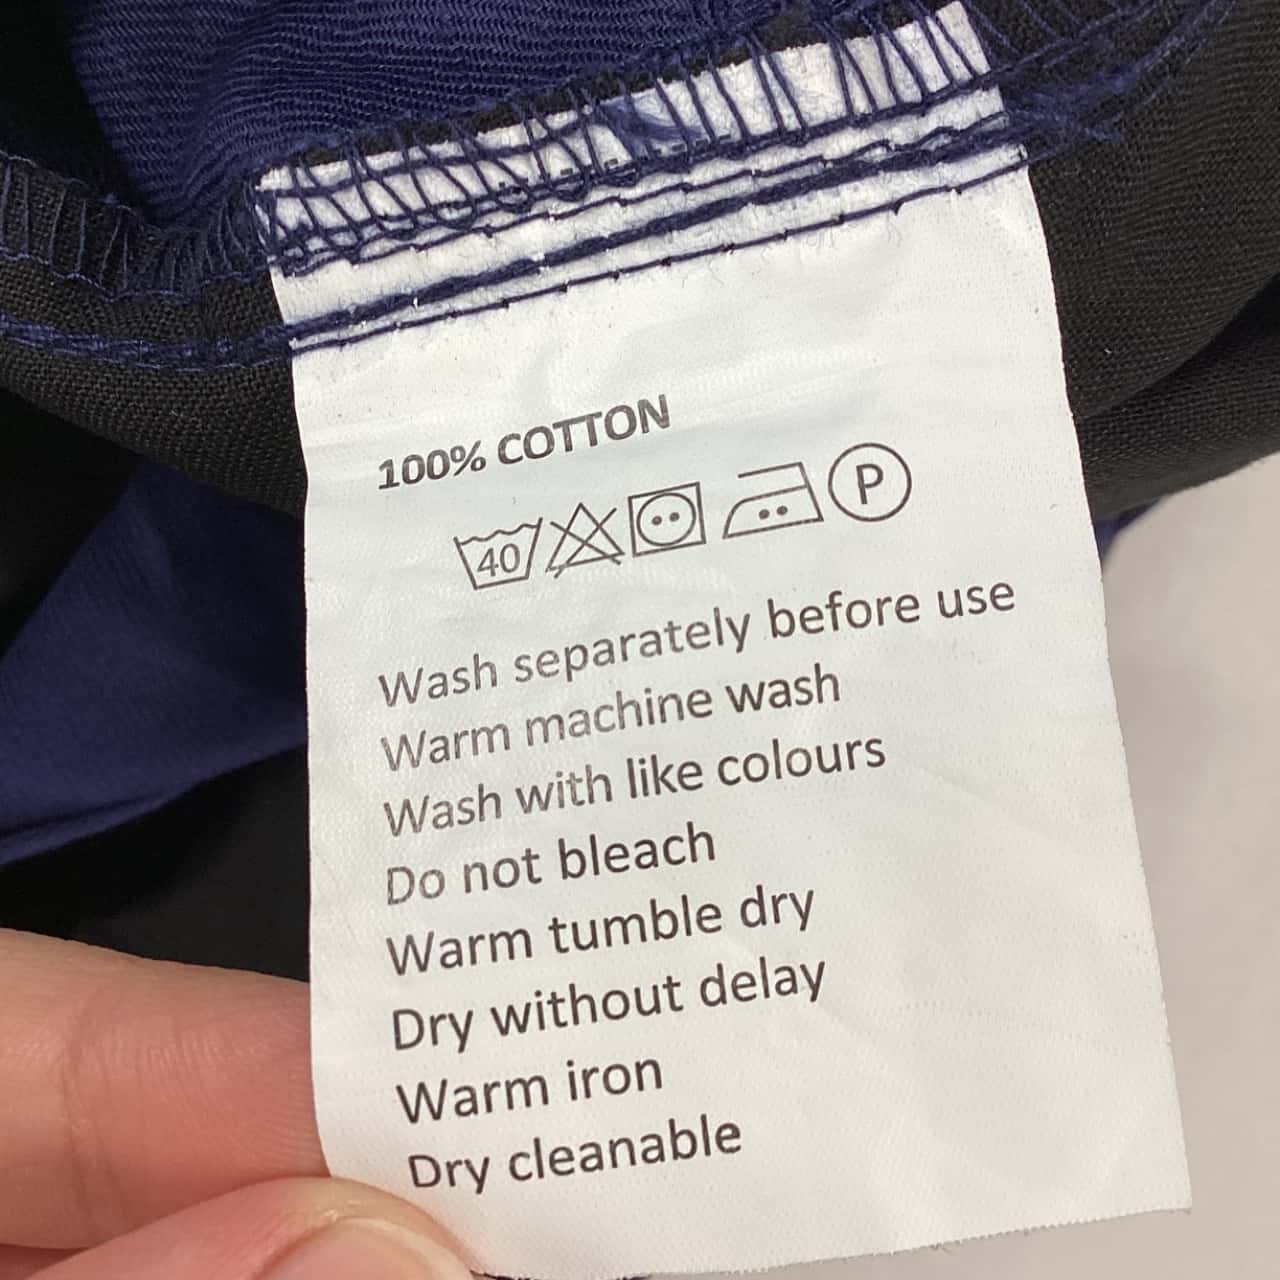 100% COTTON
40 P
Wash separately before use
Warm machine wash
Wash with like colours
Do not bleach
Warm tumble dry
Dry without delay
Warm iron
Dry cleanable